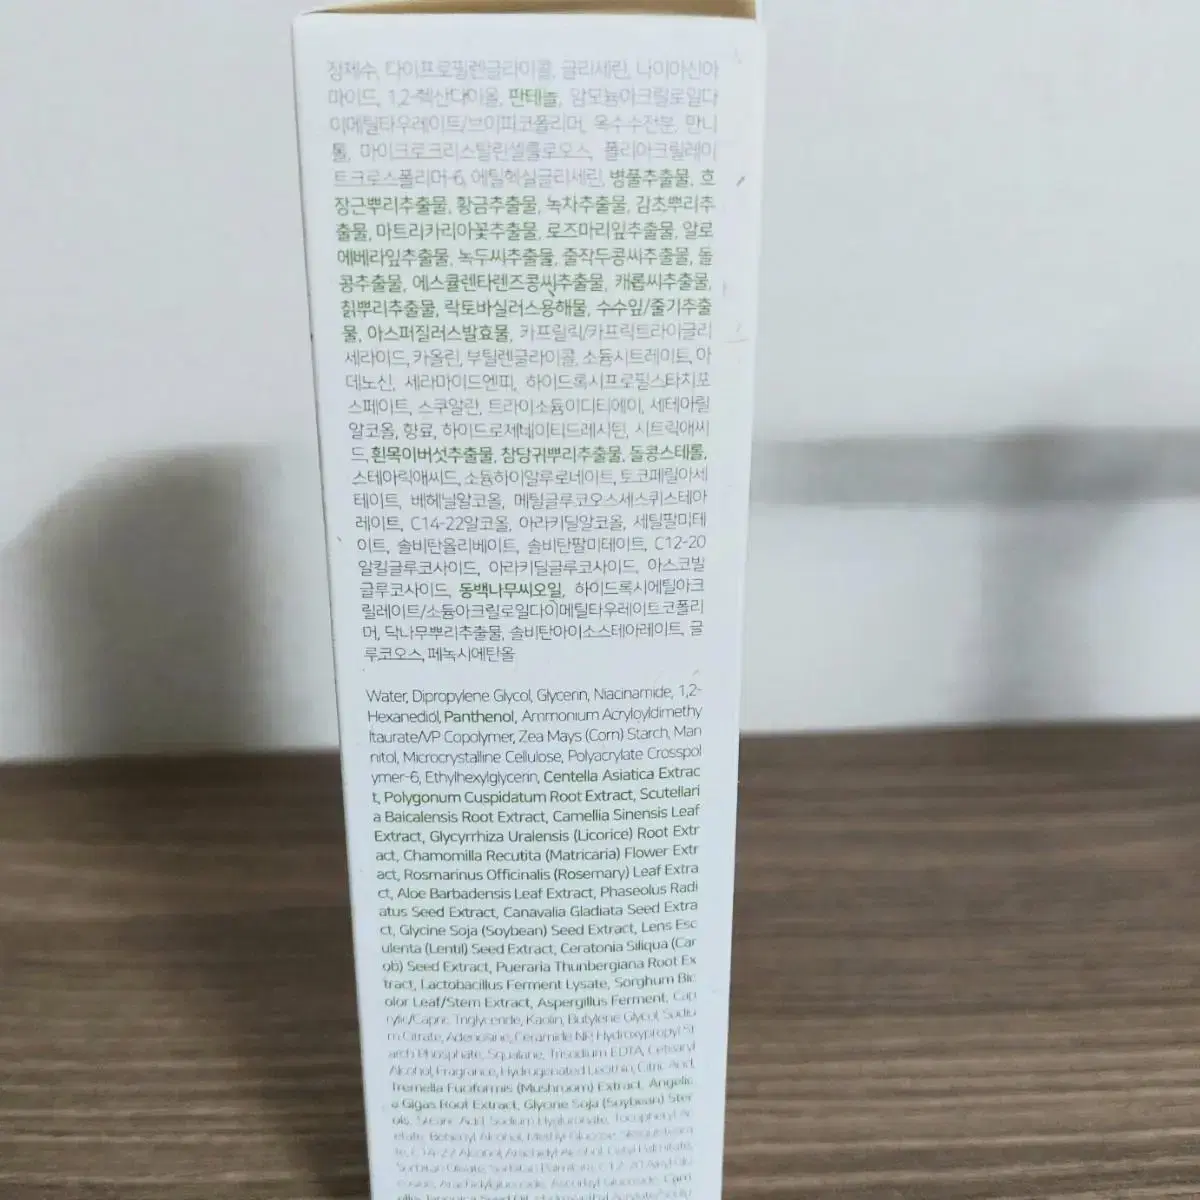 정제수, 다이프로필렌글라이콜, 글리세린, 나이아신아
마이드, 1,2-헥산다이올, 판테놀, 암모늄아크릴로일다
이메틸타우레이트/브이피코폴리머, 옥수수전분, 만니
톨, 마이크로크리스탈린셀룰로오스, 폴리아크릴레이
트크로스폴리머-6, 에틸헥실글리세린, 병풀추출물, 호
장근뿌리추출물, 황금추출물, 녹차추출물, 감초뿌리추
출물, 마트리카리아꽃추출물, 로즈마리잎추출물, 알로
에베라잎추출물, 녹두씨추출물, 줄작두콩씨추출물, 돌
콩추출물, 에스큘렌타렌즈콩씨추출물, 캐롭씨추출물,
칡뿌리추출물, 락토바실러스용해물, 수수잎/줄기추출
물, 아스퍼질러스발효물, 카프릴릭/카프릭트라이글리
세라이드, 카올린, 부틸렌글라이콜, 소듐시트레이트, 아
데노신, 세라마이드엔피, 하이드록시프로필스타치포
스페이트, 스쿠알란, 트라이소듐이디티에이, 세테아릴
알코올, 향료, 하이드로제네이티드레시틴, 시트릭애씨
드, 흰목이버섯추출물, 참당귀뿌리추출물, 돌콩스테롤,
스테아릭애씨드, 소듐하이알루로네이트, 토코페릴아세
테이트, 베헤닐알코올, 메틸글루코오스세스퀴스테아
레이트, C14-22알코올, 아라키딜알코올, 세틸팔미테
이트, 솔비탄올리베이트, 솔비탄팔미테이트, C12-20
알킬글루코사이드, 아라키딜글루코사이드, 아스코빌
글루코사이드, 동백나무씨오일, 하이드록시에틸아크
릴레이트/소듐아크릴로일다이메틸타우레이트코폴리
머, 닥나무뿌리추출물, 솔비탄아이소스테아레이트, 글
루코오스, 페녹시에탄올
Water, Dipropylene Glycol, Glycerin, Niacinamide, 1,2-
Hexanediol, Panthenol, Ammonium Acryloyldimethy
ltaurate/VP Copolymer, Zea Mays (Corn) Starch, Man
nitol, Microcrystalline Cellulose, Polyacrylate Crosspol
ymer-6, Ethylhexylglycerin, Centella Asiatica Extrac
t, Polygonum Cuspidatum Root Extract, Scutellari
a Baicalensis Root Extract, Camellia Sinensis Leaf
Extract, Glycyrrhiza Uralensis (Licorice) Root Extr
act, Chamomilla Recutita (Matricaria) Flower Extr
act, Rosmarinus Officinalis (Rosemary) Leaf Extra
ct, Aloe Barbadensis Leaf Extract, Phaseolus Radi
atus Seed Extract, Canavalia Gladiata Seed Extra
ct, Glycine Soja (Soybean) Seed Extract, Lens Esc
ulenta (Lentil) Seed Extract, Ceratonia Siliqua (Car
ob) Seed Extract, Pueraria Thunbergiana Root Ex
tract, Lactobacillus Ferment Lysate, Sorghum Bic
olor Leaf/Stem Extract, Aspergillus Ferment, Cap
rylic/Capric Triglyceride, Kaolin, Butylene Glycol, Sodiu
m Citrate, Adenosine, Ceramide NP, Hydroxypropyl St
arch Phosphate, Squalane, Trisodium EDTA, Cetearyl
Alcohol, Fragrance, Hydrogenated Lecithin, Citric Acid,
Tremella Fuciformis (Mushroom) Extract, Angelic
a Gigas Root Extract, Glycine Soja (Soybean) Ster
ols, Stearic Acid, Sodium Hyaluronate, Tocopheryl Ac
etate, Behenyl Alcohol, Methyl Glucose Sesquisteara
te, C14-22 Alcohol, Arachidyl Alcohol, Cetyl Palmitate,
Sorbitan Olivate, Sorbitan Palmitate, C12-20 Alkyl Glu
coside, Arachidyl Glucoside, Ascorbyl Glucoside, Cam
ellia Japonica Seed Oil,